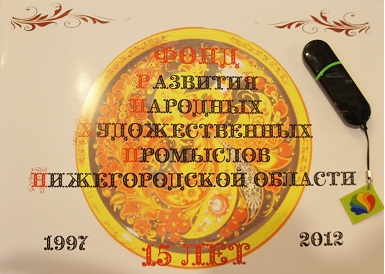 ФОНД
РАЗВИТИЯ
НАРОДНЫХ
ХУДОЖЕСТВЕННЫХ
ПРОМЫСЛОВ
НИЖЕГОРОДСКОЙ ОБЛАСТИ
1997 15 ЛЕТ 2012